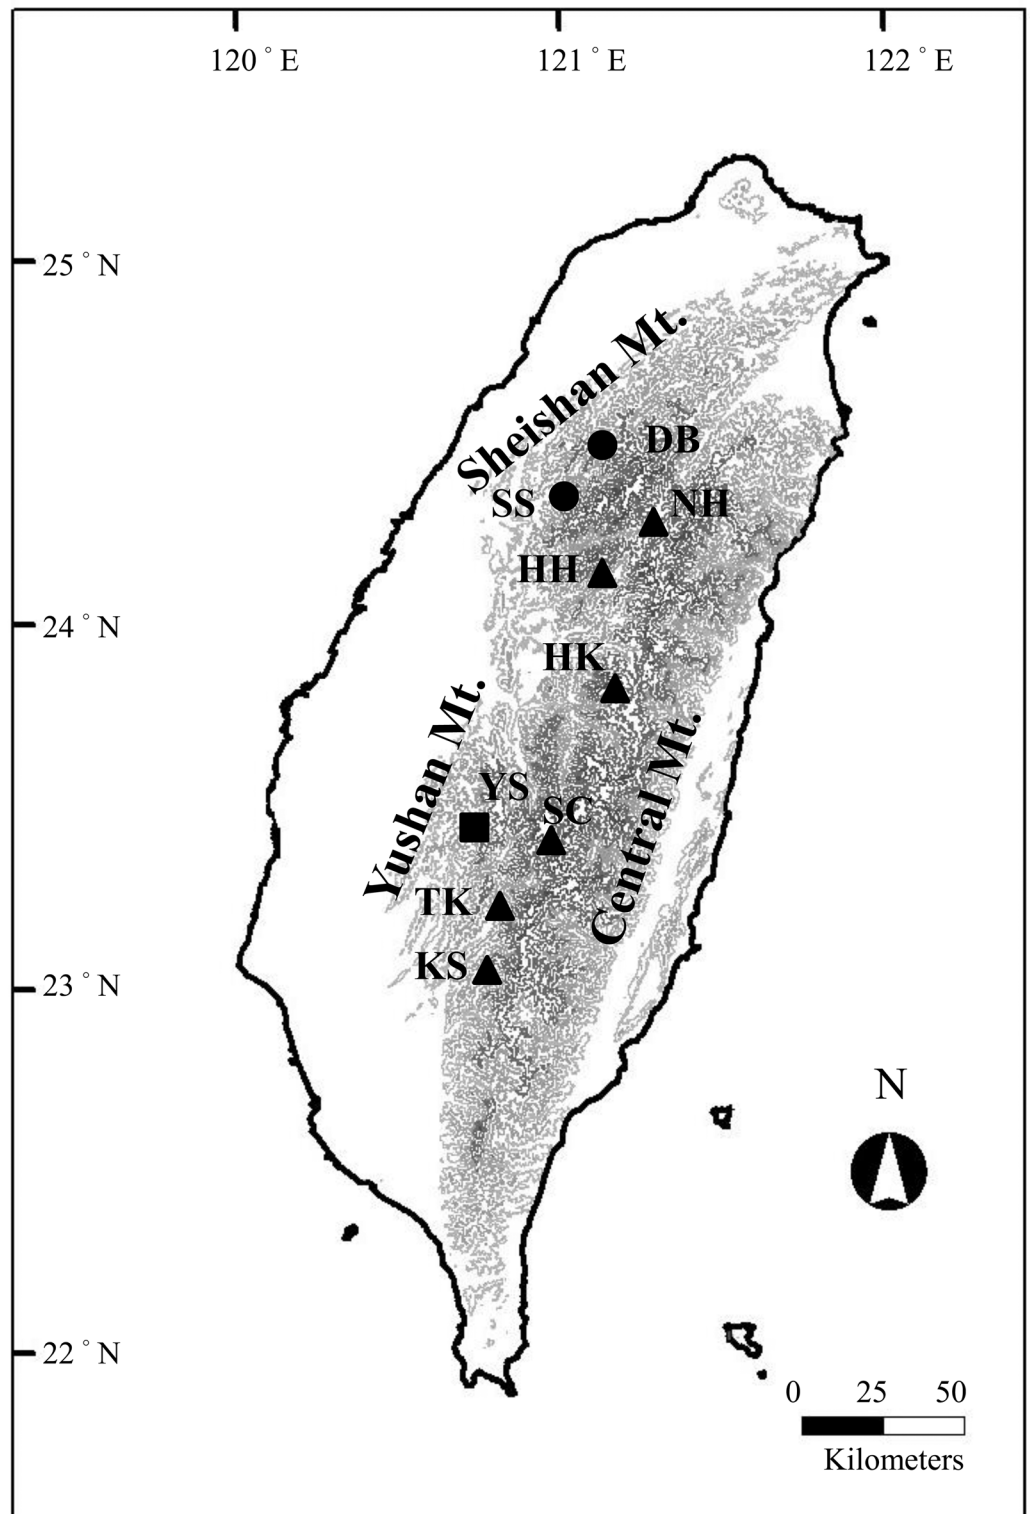 120°E
121°E
122°E
25°N
Sheishan Mt.
DB
SS
NH
HH
24°N
HK
Yushan Mt.
Central Mt.
YS
SC
TK
KS
23°N
N
22°N
0 25 50
Kilometers